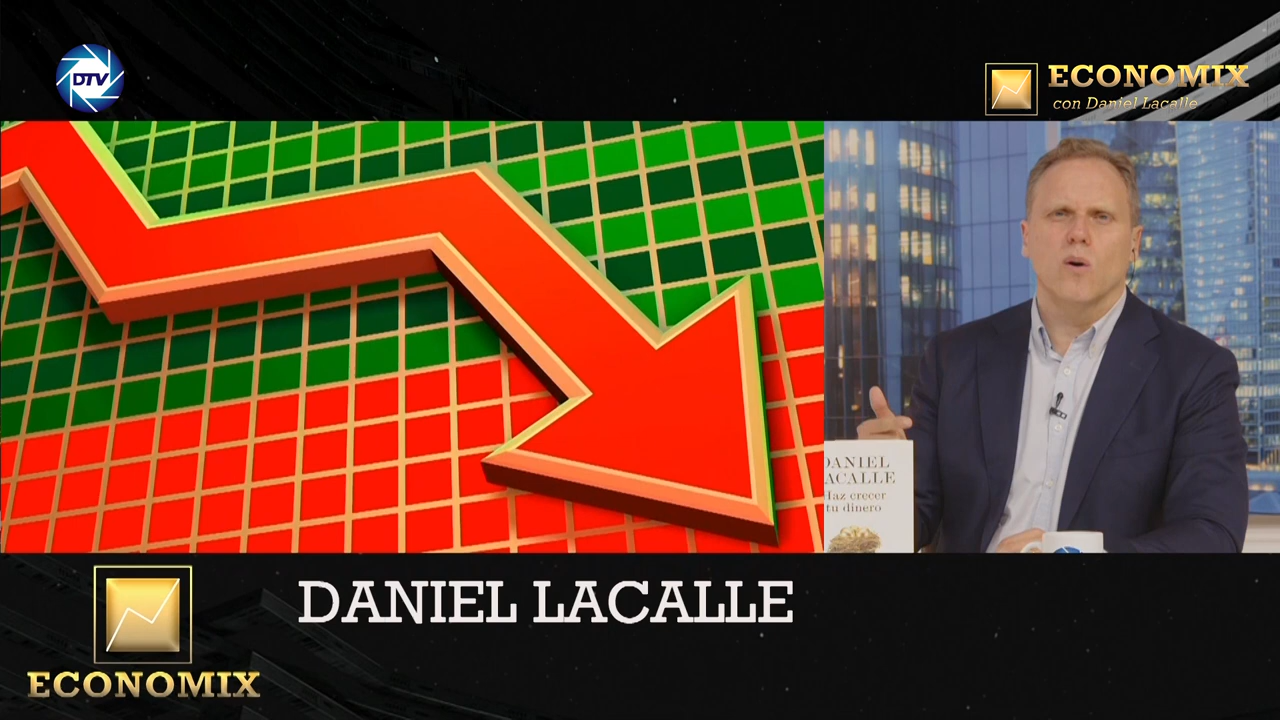 DTV
ECONOMIX
con Daniel Lacalle
DANIEL
LACALLE
Haz crecer
tu dinero
DANIEL LACALLE
ECONOMIX